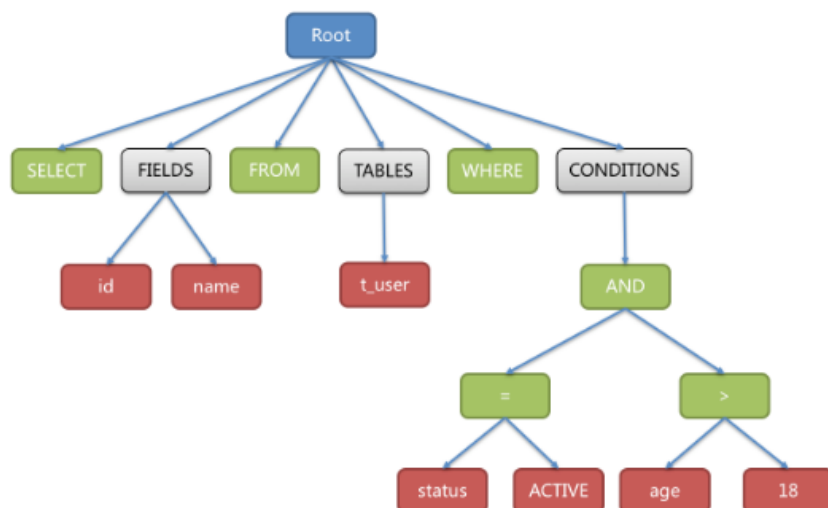 Root
SELECT
FIELDS
FROM
TABLES
WHERE
CONDITIONS
id
name
t_user
AND
=
>
status
ACTIVE
age
18